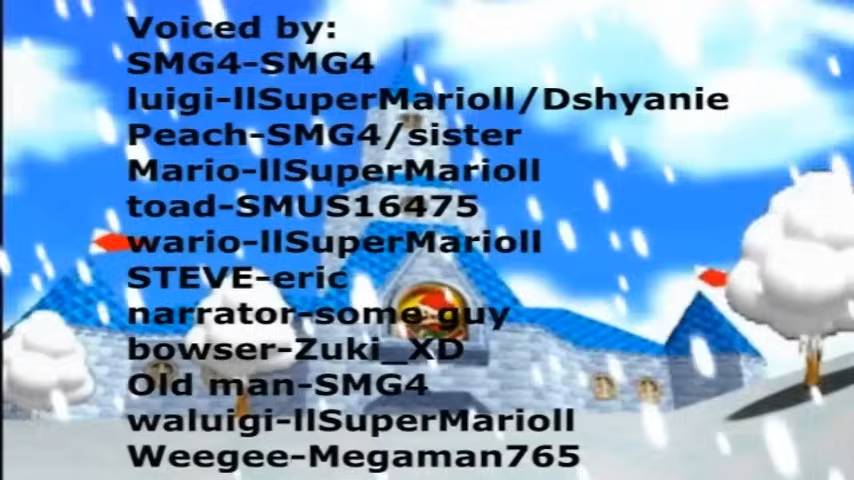 Voiced by:
SMG4-SMG4
luigi-llSuperMarioll/Dshyanie
Peach-SMG4/sister
Mario-llSuperMarioll
toad-SMUS16475
wario-llSuperMarioll
STEVE-eric
narrator-some guy
bowser-Zuki_XD
Old man-SMG4
waluigi-llSuperMarioll
Weegee-Megaman765